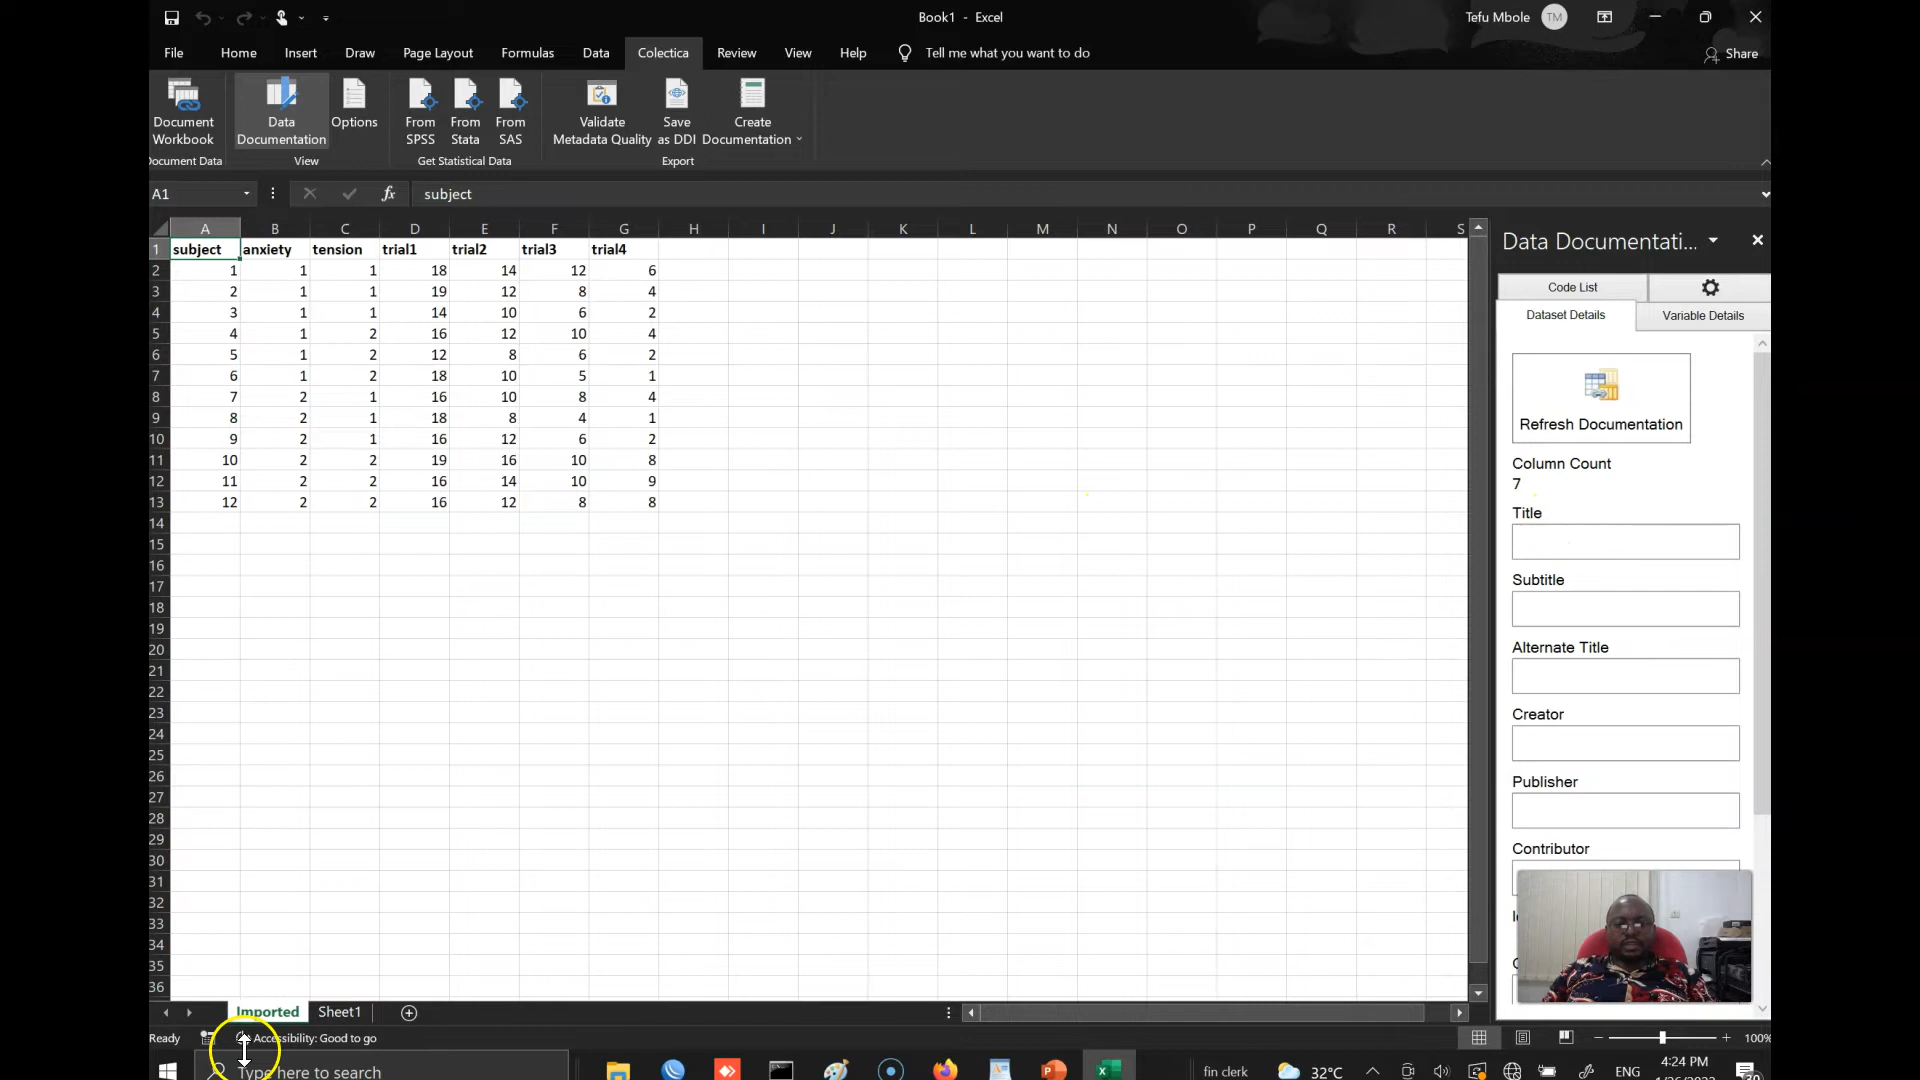 Book1 - Excel
Tefu Mbole TM
File Home Insert Draw Page Layout Formulas Data Colectica Review View Help Tell me what you want to do Share
Document Workbook
Data Documentation
Options
From SPSS
From Stata
From SAS
Validate Metadata Quality
Save as DDI
Create Documentation
Document Data View Get Statistical Data Export
A1 fx subject
A B C D E F G H I J K L M N O P Q R S
1 subject anxiety tension trial1 trial2 trial3 trial4
2 1 1 1 18 14 12 6
3 2 1 1 19 12 8 4
4 3 1 1 14 10 6 2
5 4 1 2 16 12 10 4
6 5 1 2 12 8 6 2
7 6 1 2 18 10 5 1
8 7 2 1 16 10 8 4
9 8 2 1 18 8 4 1
10 9 2 1 16 12 6 2
11 10 2 2 19 16 10 8
12 11 2 2 16 14 10 9
13 12 2 2 16 12 8 8
14
15
16
17
18
19
20
21
22
23
24
25
26
27
28
29
30
31
32
33
34
35
36
Data Documentati...
Code List
Dataset Details Variable Details
Refresh Documentation
Column Count
7
Title
Subtitle
Alternate Title
Creator
Publisher
Contributor
Imported Sheet1
Ready Accessibility: Good to go 100%
Type here to search
fin clerk 32°C ENG 4:24 PM